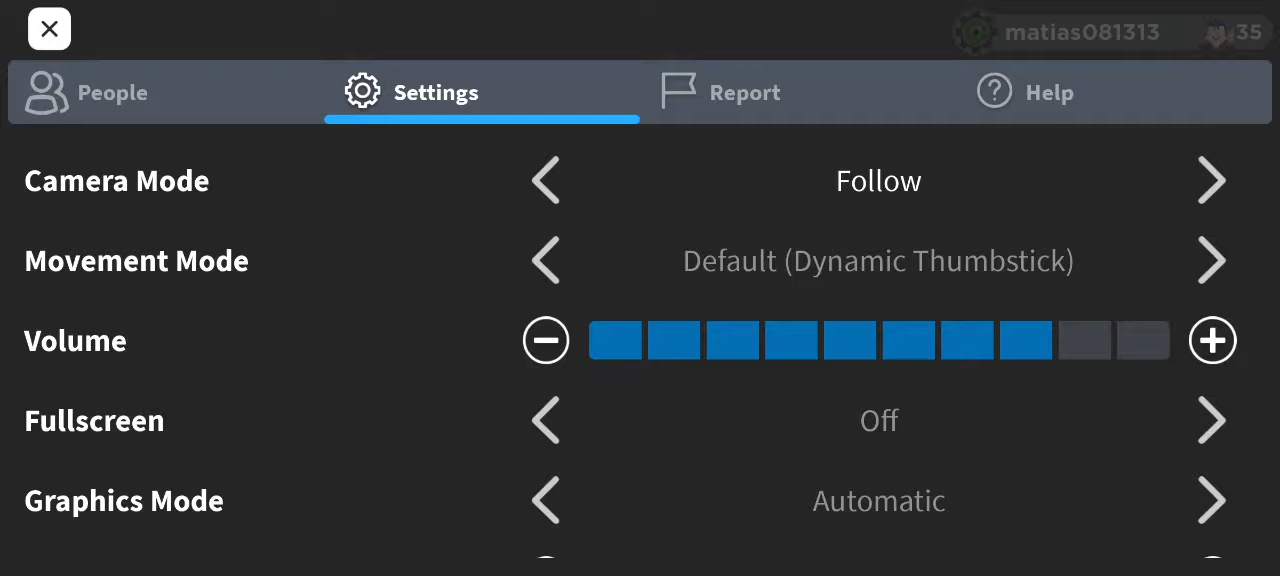 matias081313 35
People Settings Report Help
Camera Mode Follow
Movement Mode Default (Dynamic Thumbstick)
Volume
Fullscreen Off
Graphics Mode Automatic